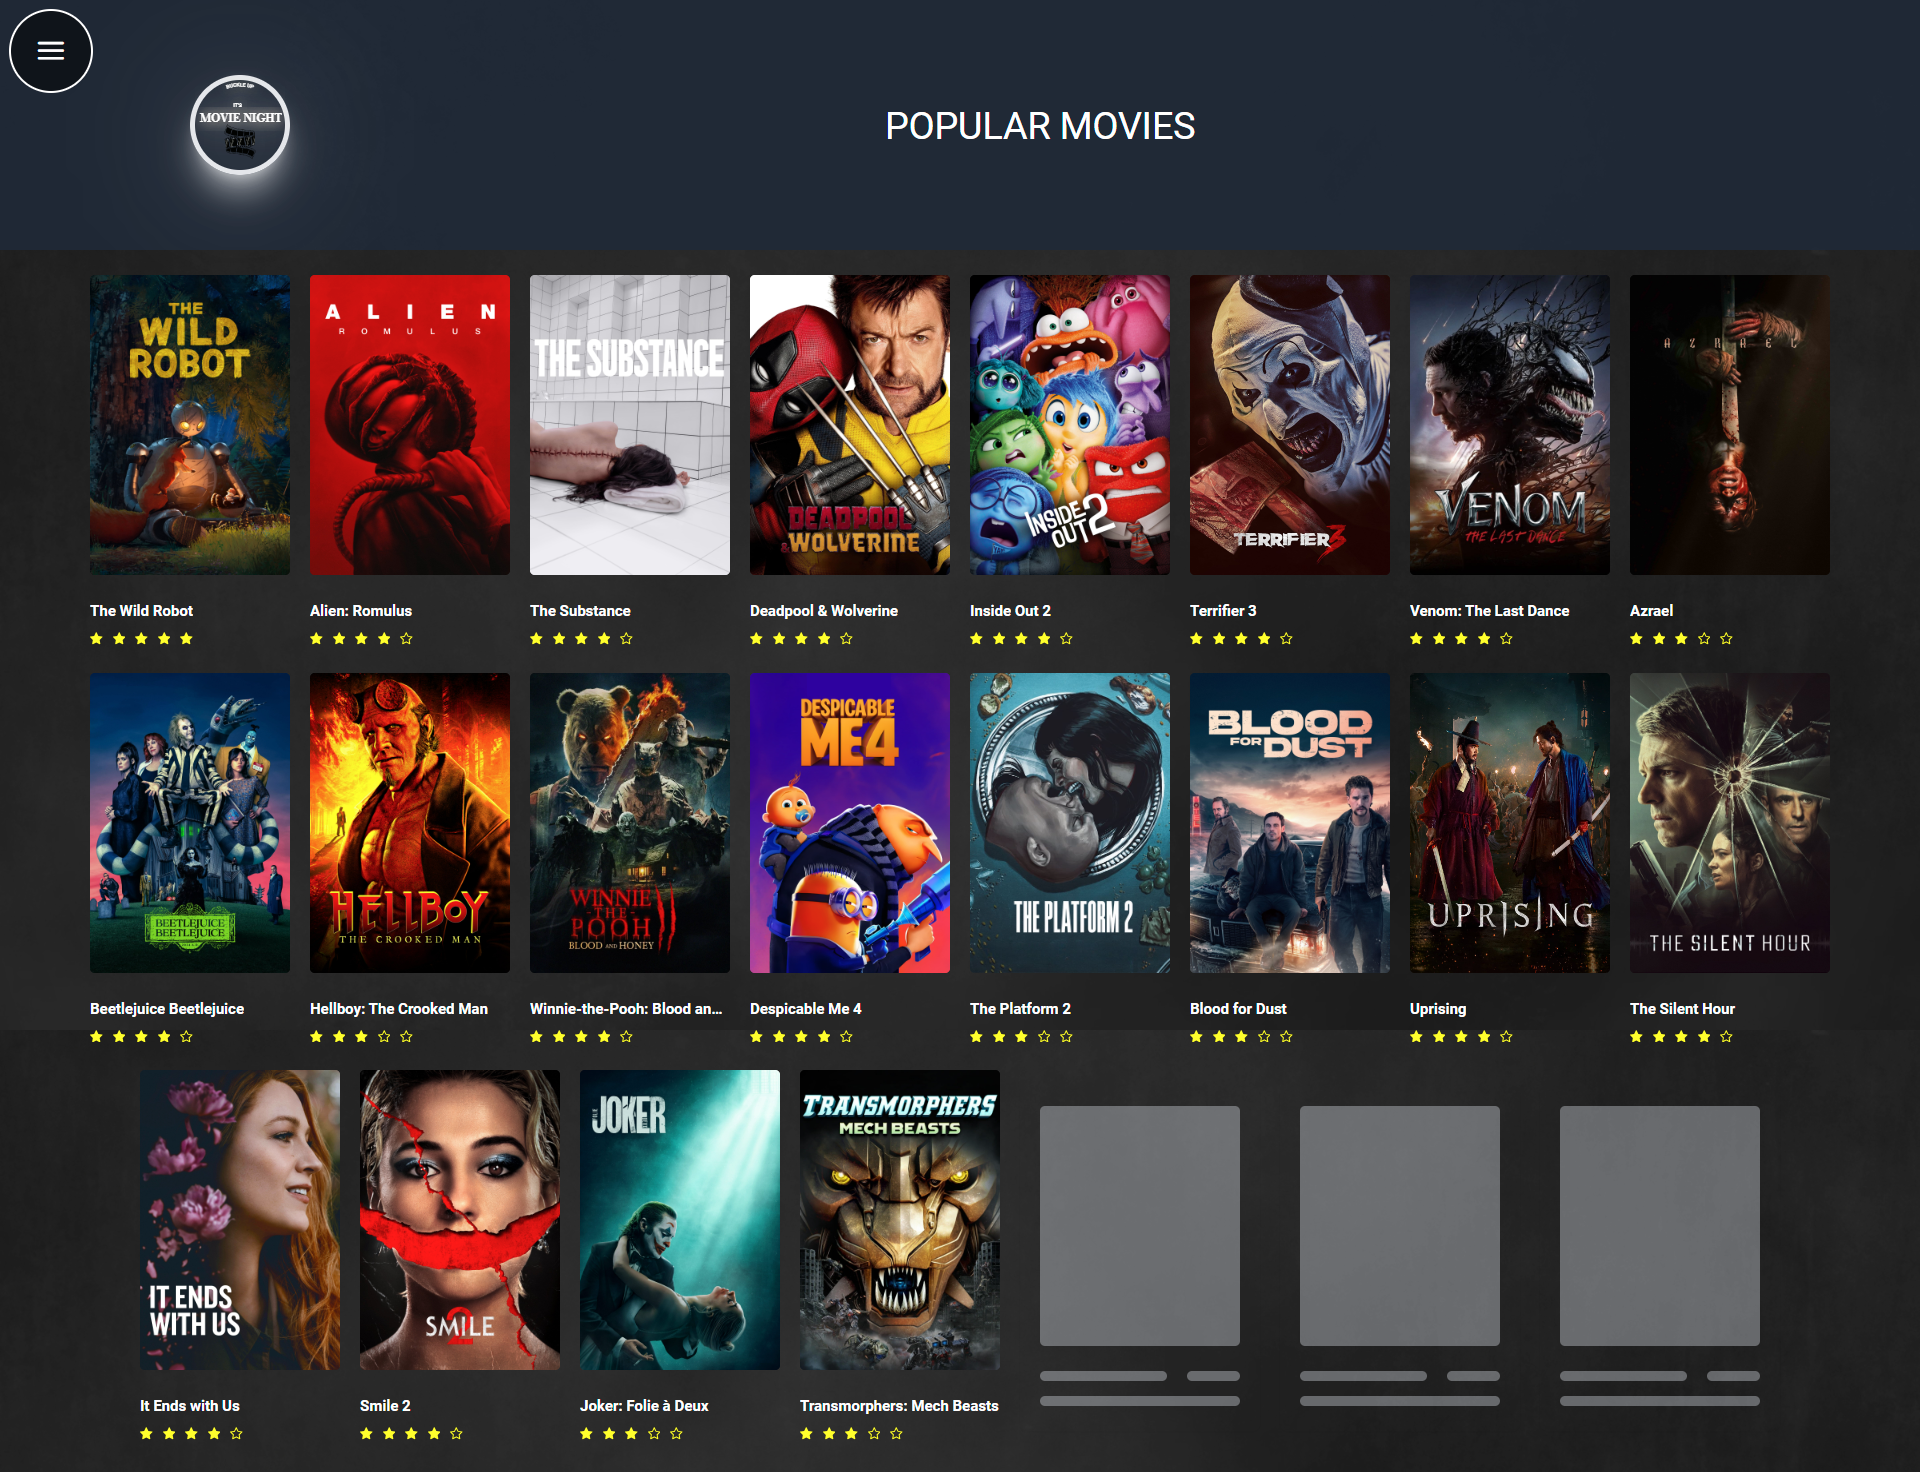 BUCKLE UP
IT'S
MOVIE NIGHT
POPULAR MOVIES
THE
WILD
ROBOT
ALIEN
ROMULUS
THE SUBSTANCE
DEADPOOL
& WOLVERINE
INSIDE
OUT 2
TERRIFIER 3
VENOM
THE LAST DANCE
AZRAEL
The Wild Robot
Alien: Romulus
The Substance
Deadpool & Wolverine
Inside Out 2
Terrifier 3
Venom: The Last Dance
Azrael
BEETLEJUICE
BEETLEJUICE
HELLBOY
THE CROOKED MAN
WINNIE
-THE-
POOH II
BLOOD AND HONEY
DESPICABLE
ME 4
THE PLATFORM 2
BLOOD
FOR DUST
UPRISING
THE SILENT HOUR
Beetlejuice Beetlejuice
Hellboy: The Crooked Man
Winnie-the-Pooh: Blood an...
Despicable Me 4
The Platform 2
Blood for Dust
Uprising
The Silent Hour
IT ENDS
WITH US
SMILE
2
JOKER
TRANSMORPHERS
MECH BEASTS
It Ends with Us
Smile 2
Joker: Folie à Deux
Transmorphers: Mech Beasts